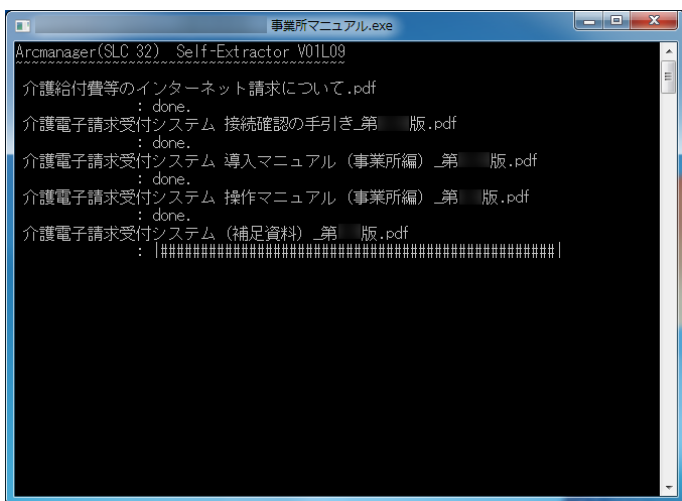 事業所マニュアル.exe
Arcmanager(SLC 32) Self-Extractor V01L09
~~~~~~~~~~~~~~~~~~~~~~~~~~~~~~~~~~~~~~~~~
介護給付費等のインターネット請求について.pdf
: done.
介護電子請求受付システム 接続確認の手引き_第 版.pdf
: done.
介護電子請求受付システム 導入マニュアル（事業所編）_第 版.pdf
: done.
介護電子請求受付システム 操作マニュアル（事業所編）_第 版.pdf
: done.
介護電子請求受付システム（補足資料）_第 版.pdf
: |##################################################|